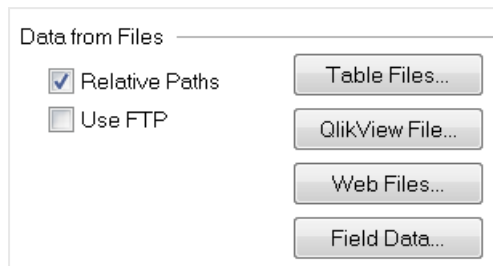 Data from Files
Relative Paths
Use FTP
Table Files...
QlikView File...
Web Files...
Field Data...